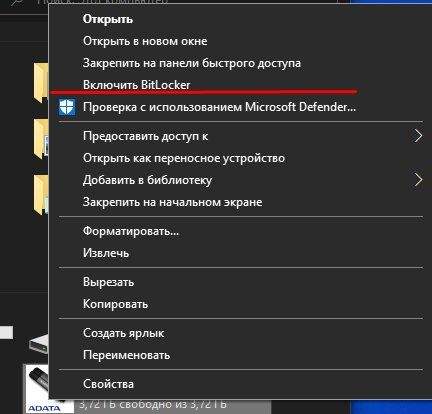 Открыть
Открыть в новом окне
Закрепить на панели быстрого доступа
Включить BitLocker
Проверка с использованием Microsoft Defender...
Предоставить доступ к
Открыть как переносное устройство
Добавить в библиотеку
Закрепить на начальном экране
Форматировать...
Извлечь
Вырезать
Копировать
Создать ярлык
Переименовать
Свойства
ADATA
3,72 ТБ свободно из 3,72 ТБ